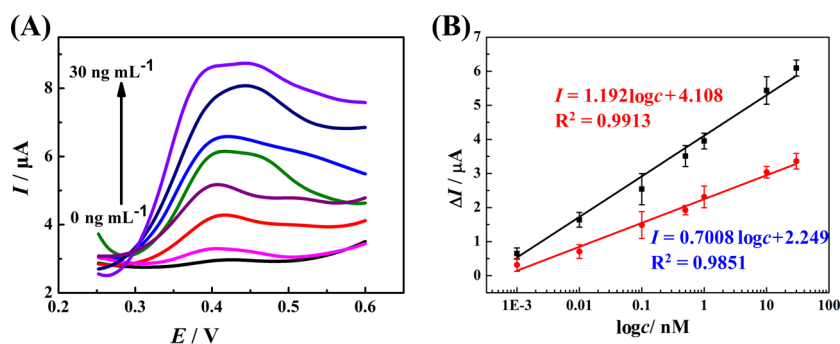 (A)
30 ng mL-1
0 ng mL-1
I / μA
8
6
4
2
0.2 0.3 0.4 0.5 0.6
E / V
(B)
I = 1.192logc+4.108
R2 = 0.9913
I = 0.7008 logc+2.249
R2 = 0.9851
ΔI / μA
7
6
5
4
3
2
1
0
1E-3 0.01 0.1 1 10 100
logc/ nM